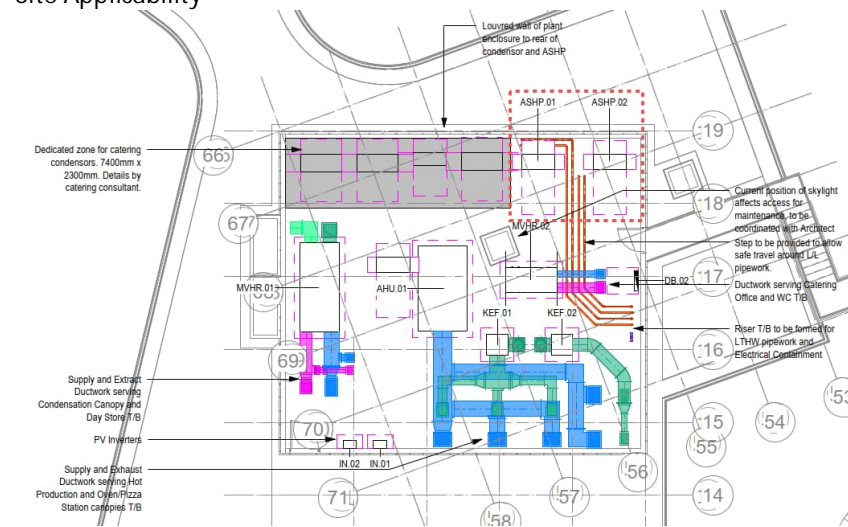 Site Applicability
Louvred wall of plant
enclosure to rear of
condensor and ASHP
ASHP.01
ASHP.02
19
Dedicated zone for catering
condensors. 7400mm x
2300mm. Details by
catering consultant.
66
18
Current position of skylight
affects access for
maintenance, to be
coordinated with Architect
67
MVHR.02
Step to be provided to allow
safe travel around L/L
pipework.
17
DB.02
MVHR.01
AHU.01
Ductwork serving Catering
Office and WC T/B
KEF.01
KEF.02
Riser T/B to be formed for
LTHW pipework and
Electrical Containment
16
69
Supply and Extract
Ductwork serving
Condensation Canopy and
Day Store T/B
53
70
15
54
55
PV Inverters
IN.02
IN.01
56
Supply and Exhaust
Ductwork serving Hot
Production and Oven/Pizza
Station canopies T/B
71
57
14
58